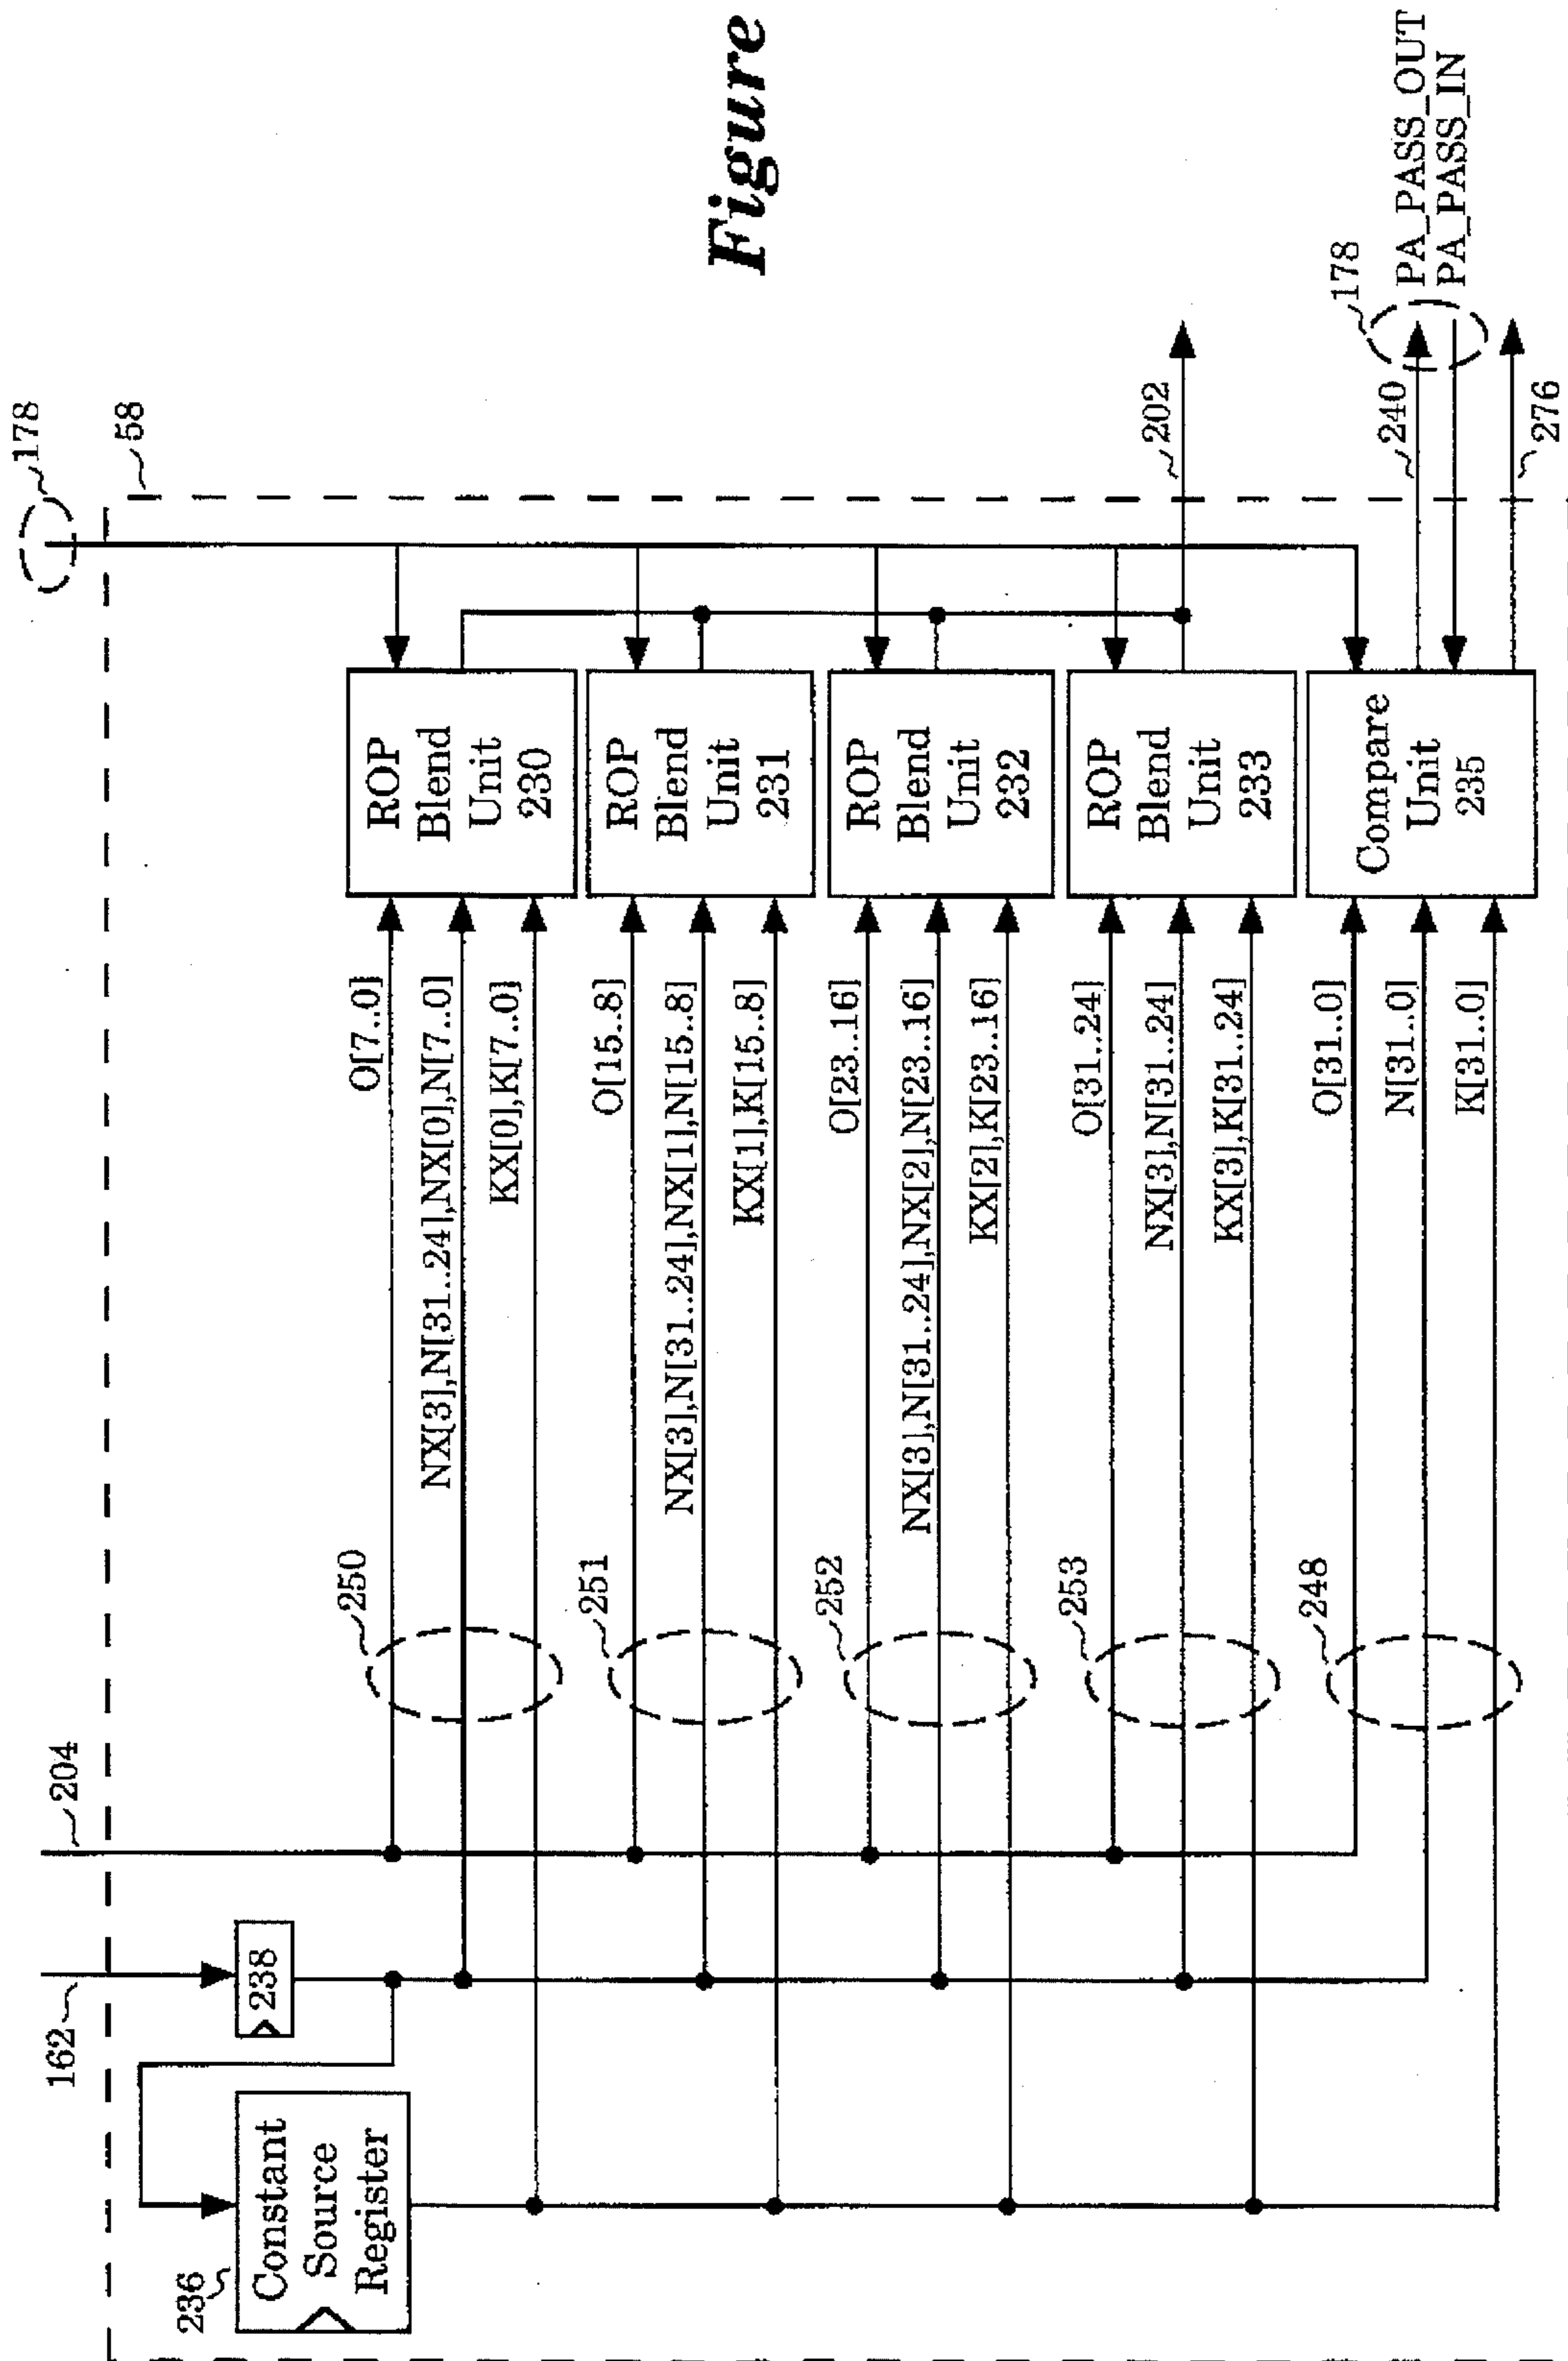 Figure
178
58
204
162
238
236
Constant
Source
Register
250
O[7..0]
NX[3],N[31..24],NX[0],N[7..0]
KX[0],K[7..0]
ROP
Blend
Unit
230
251
O[15..8]
NX[3],N[31..24],NX[1],N[15..8]
KX[1],K[15..8]
ROP
Blend
Unit
231
252
O[23..16]
NX[3],N[31..24],NX[2],N[23..16]
KX[2],K[23..16]
ROP
Blend
Unit
232
253
O[31..24]
NX[3],N[31..24]
KX[3],K[31..24]
ROP
Blend
Unit
233
202
248
O[31..0]
N[31..0]
K[31..0]
Compare
Unit
235
240
178
PA_PASS_OUT
PA_PASS_IN
276